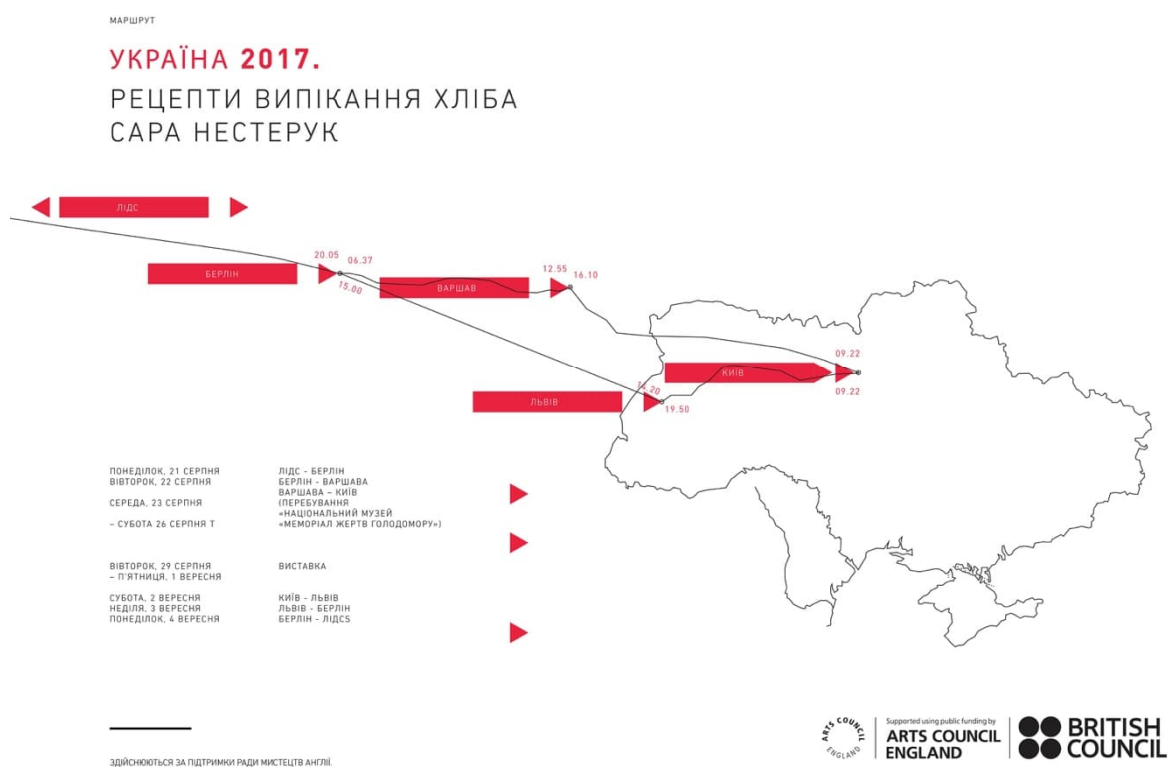 МАРШРУТ
УКРАЇНА 2017.
РЕЦЕПТИ ВИПІКАННЯ ХЛІБА
САРА НЕСТЕРУК
ЛІДС
БЕРЛІН
20.05
06.37
15.00
ВАРШАВ
12.55
16.10
09.22
КИЇВ
09.22
ЛЬВІВ
14.20
19.50
ПОНЕДІЛОК, 21 СЕРПНЯ ЛІДС - БЕРЛІН
ВІВТОРОК, 22 СЕРПНЯ БЕРЛІН - ВАРШАВА
ВАРШАВА – КИЇВ
СЕРЕДА, 23 СЕРПНЯ (ПЕРЕБУВАННЯ
«НАЦІОНАЛЬНИЙ МУЗЕЙ
– СУБОТА 26 СЕРПНЯ Т «МЕМОРІАЛ ЖЕРТВ ГОЛОДОМОРУ»)
ВІВТОРОК, 29 СЕРПНЯ ВИСТАВКА
– П'ЯТНИЦЯ, 1 ВЕРЕСНЯ
СУБОТА, 2 ВЕРЕСНЯ КИЇВ - ЛЬВІВ
НЕДІЛЯ, 3 ВЕРЕСНЯ ЛЬВІВ - БЕРЛІН
ПОНЕДІЛОК, 4 ВЕРЕСНЯ БЕРЛІН - ЛІДСS
ЗДІЙСНЮЮТЬСЯ ЗА ПІДТРИМКИ РАДИ МИСТЕЦТВ АНГЛІЇ.
ARTS COUNCIL ENGLAND
Supported using public funding by
ARTS COUNCIL
ENGLAND
BRITISH
COUNCIL